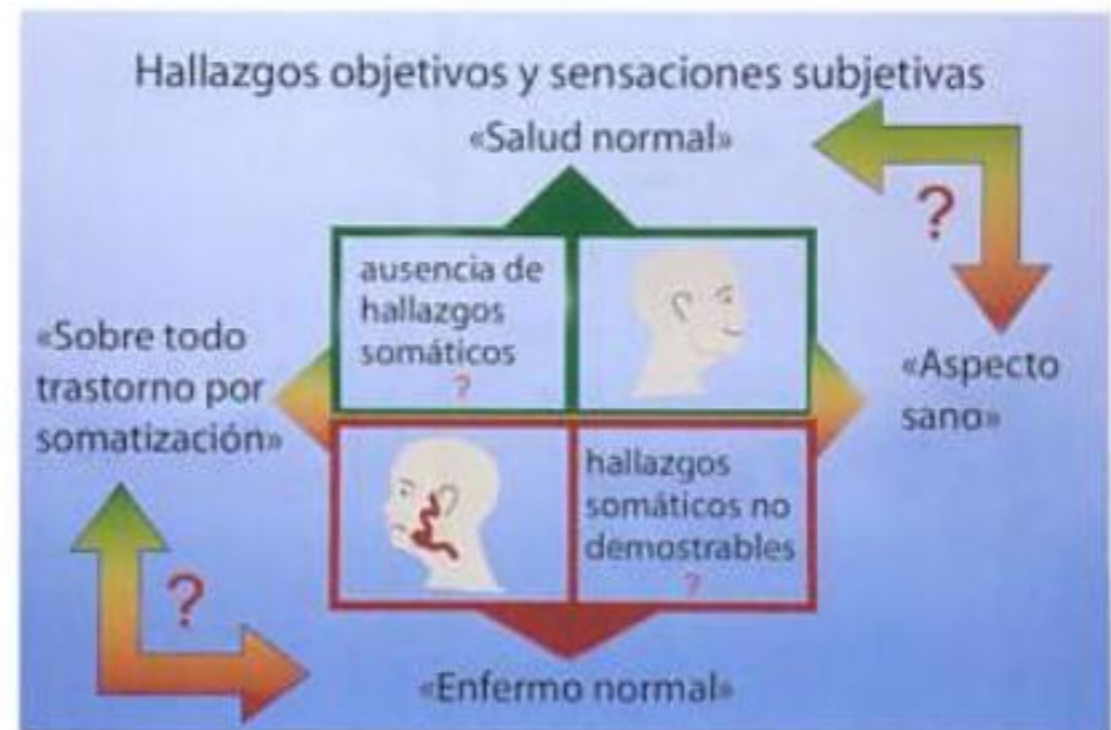 Hallazgos objetivos y sensaciones subjetivas
«Salud normal»
?
ausencia de
hallazgos
somáticos
?
«Sobre todo
trastorno por
somatización»
«Aspecto
sano»
hallazgos
somáticos no
demostrables
?
?
«Enfermo normal»